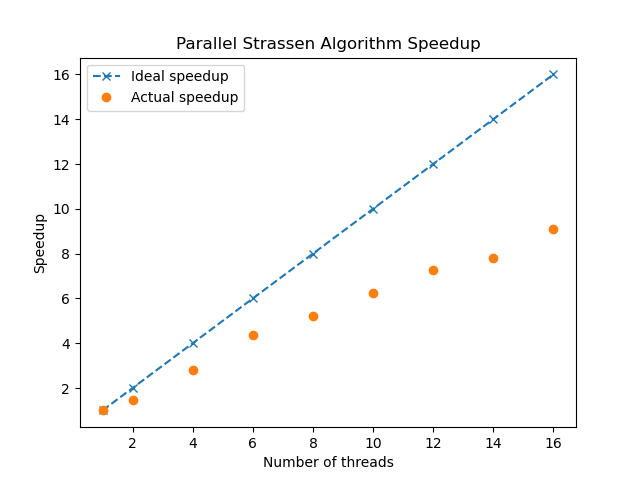 Parallel Strassen Algorithm Speedup
Ideal speedup
Actual speedup
16
14
12
10
8
6
4
2
Speedup
2 4 6 8 10 12 14 16
Number of threads